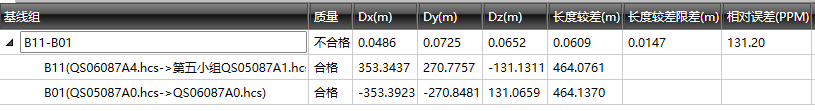 基线组 质量 Dx(m) Dy(m) Dz(m) 长度较差(m) 长度较差限差(m) 相对误差(PPM)
B11-B01 不合格 0.0486 0.0725 0.0652 0.0609 0.0147 131.20
B11(QS06087A4.hcs->第五小组QS05087A1.hcs 合格 353.3437 270.7757 -131.1311 464.0761
B01(QS05087A0.hcs->QS06087A0.hcs) 合格 -353.3923 -270.8481 131.0659 464.1370